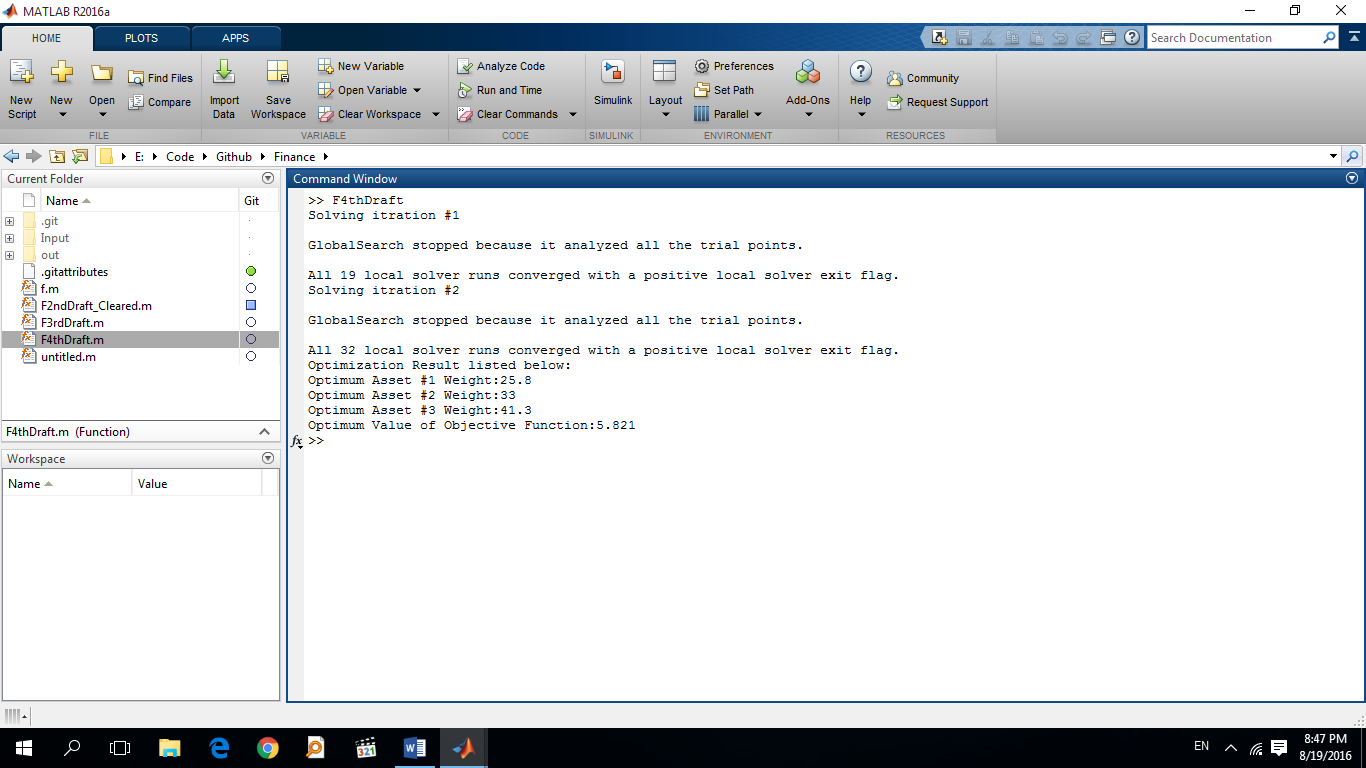 MATLAB R2016a
HOME PLOTS APPS
Search Documentation
New Script
New
Open
Find Files
Compare
FILE
Import Data
Save Workspace
New Variable
Open Variable
Clear Workspace
VARIABLE
Analyze Code
Run and Time
Clear Commands
CODE
Simulink
SIMULINK
Layout
Preferences
Set Path
Parallel
Add-Ons
ENVIRONMENT
Help
Community
Request Support
RESOURCES
E: Code Github Finance
Current Folder
Name Git
.git
Input
out
.gitattributes
f.m
F2ndDraft_Cleared.m
F3rdDraft.m
F4thDraft.m
untitled.m
F4thDraft.m (Function)
Workspace
Name Value
Command Window
>> F4thDraft
Solving itration #1
GlobalSearch stopped because it analyzed all the trial points.
All 19 local solver runs converged with a positive local solver exit flag.
Solving itration #2
GlobalSearch stopped because it analyzed all the trial points.
All 32 local solver runs converged with a positive local solver exit flag.
Optimization Result listed below:
Optimum Asset #1 Weight:25.8
Optimum Asset #2 Weight:33
Optimum Asset #3 Weight:41.3
Optimum Value of Objective Function:5.821
fx >>
321
EN
8:47 PM
8/19/2016